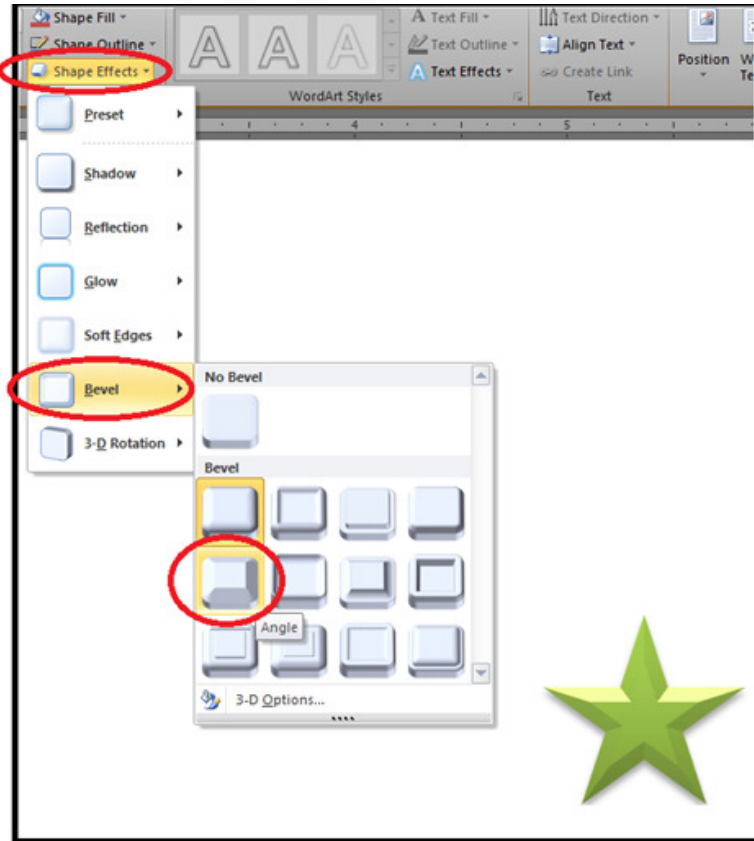 Shape Fill
A Text Fill
Text Direction
Shape Outline
A A A
Text Outline
Align Text
Shape Effects
A Text Effects
Create Link
Position
WordArt Styles
Text
4
5
Preset
Shadow
Reflection
Glow
Soft Edges
Bevel
3-D Rotation
No Bevel
Bevel
Angle
3-D Options...